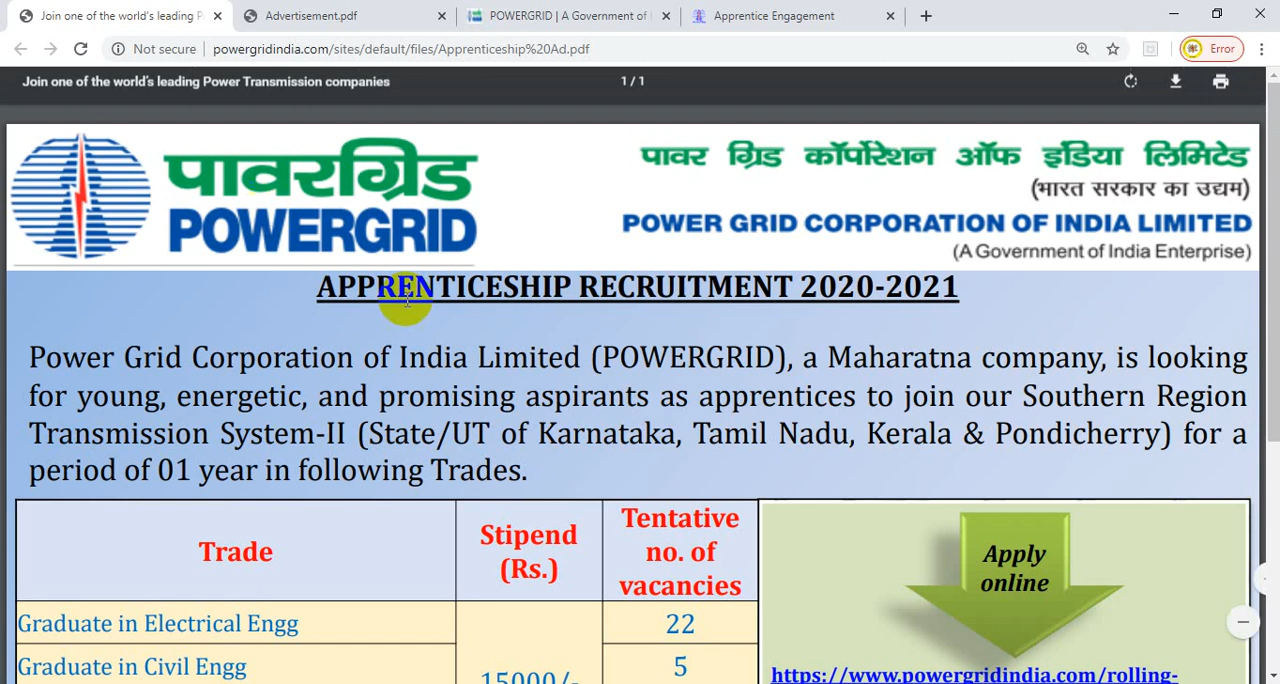 Join one of the world's leading P
Advertisement.pdf
POWERGRID | A Government of I
Apprentice Engagement
Not secure
powergridindia.com/sites/default/files/Apprenticeship%20Ad.pdf
Error
Join one of the world's leading Power Transmission companies
1 / 1
पावरग्रिड
POWERGRID
पावर ग्रिड कॉर्पोरेशन ऑफ इंडिया लिमिटेड
(भारत सरकार का उद्यम)
POWER GRID CORPORATION OF INDIA LIMITED
(A Government of India Enterprise)
APPRENTICESHIP RECRUITMENT 2020-2021
Power Grid Corporation of India Limited (POWERGRID), a Maharatna company, is looking
for young, energetic, and promising aspirants as apprentices to join our Southern Region
Transmission System-II (State/UT of Karnataka, Tamil Nadu, Kerala & Pondicherry) for a
period of 01 year in following Trades.
Trade
Stipend
(Rs.)
Tentative
no. of
vacancies
Apply
online
Graduate in Electrical Engg
22
Graduate in Civil Engg
5
15000/-
https://www.powergridindia.com/rolling-